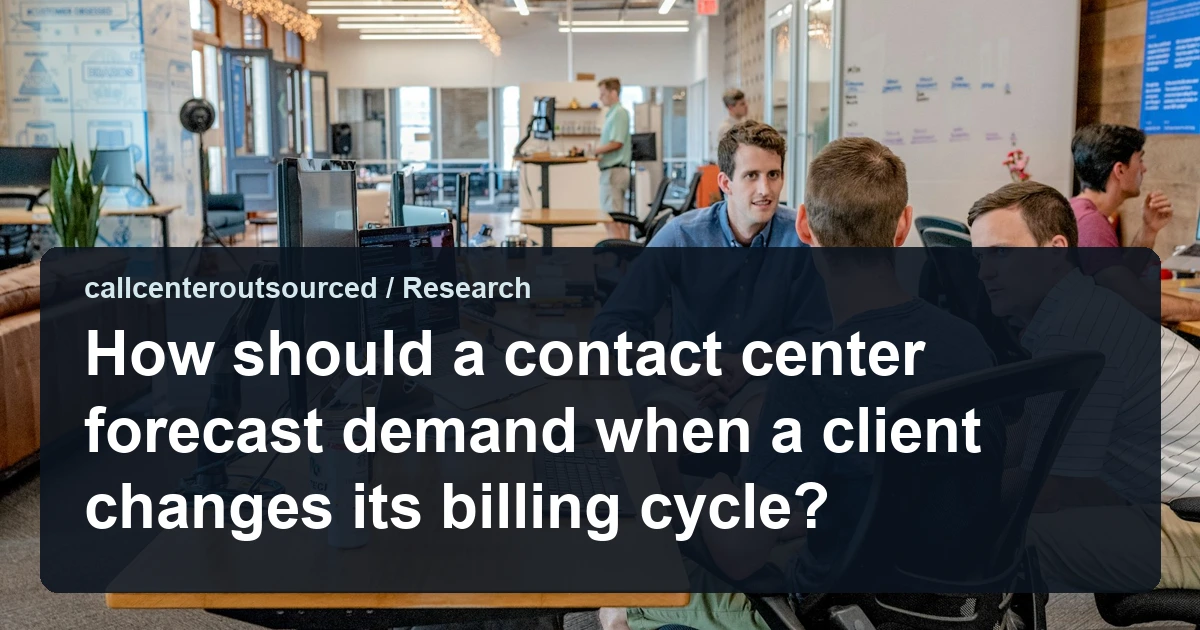 callcenteroutsourced / Research
How should a contact center
forecast demand when a client
changes its billing cycle?